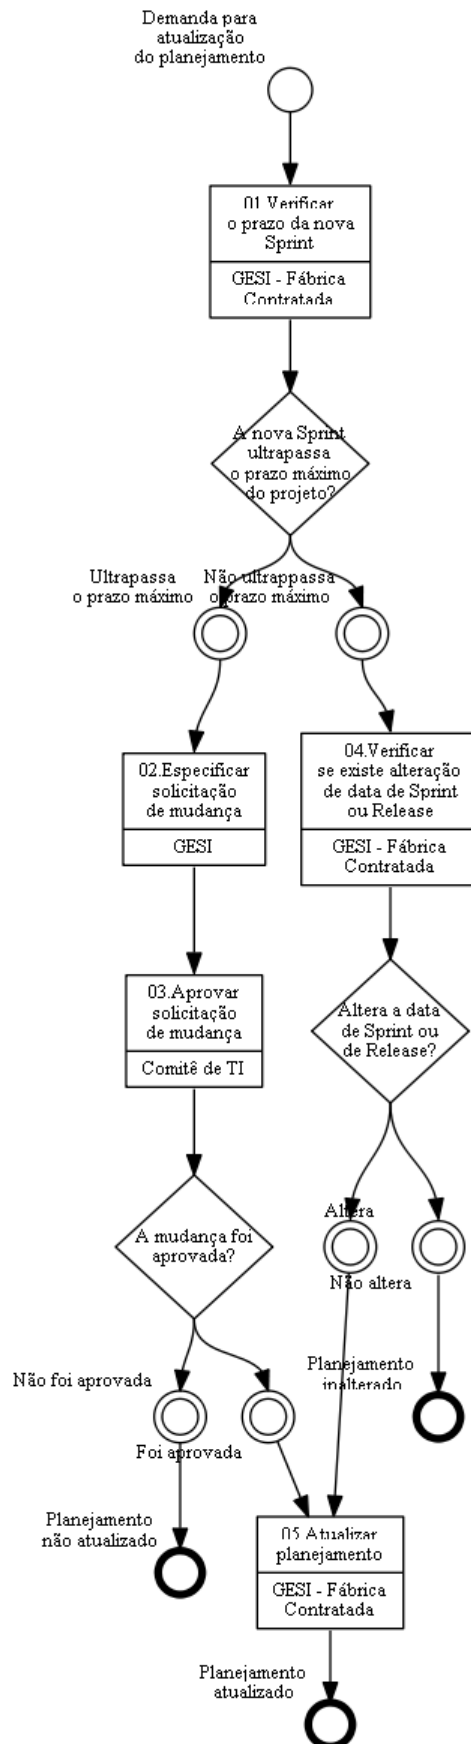 Demanda para
atualização
do planejamento
01.Verificar
o prazo da nova
Sprint
GESI - Fábrica
Contratada
A nova Sprint
ultrapassa
o prazo máximo
do projeto?
Ultrapassa
o prazo máximo
Não ultrappassa
o prazo máximo
02.Especificar
solicitação
de mudança
GESI
04.Verificar
se existe alteração
de data de Sprint
ou Release
GESI - Fábrica
Contratada
03.Aprovar
solicitação
de mudança
Comitê de TI
Altera a data
de Sprint ou
de Release?
A mudança foi
aprovada?
Altera
Não altera
Planejamento
inalterado
Não foi aprovada
Foi aprovada
Planejamento
não atualizado
05.Atualizar
planejamento
GESI - Fábrica
Contratada
Planejamento
atualizado